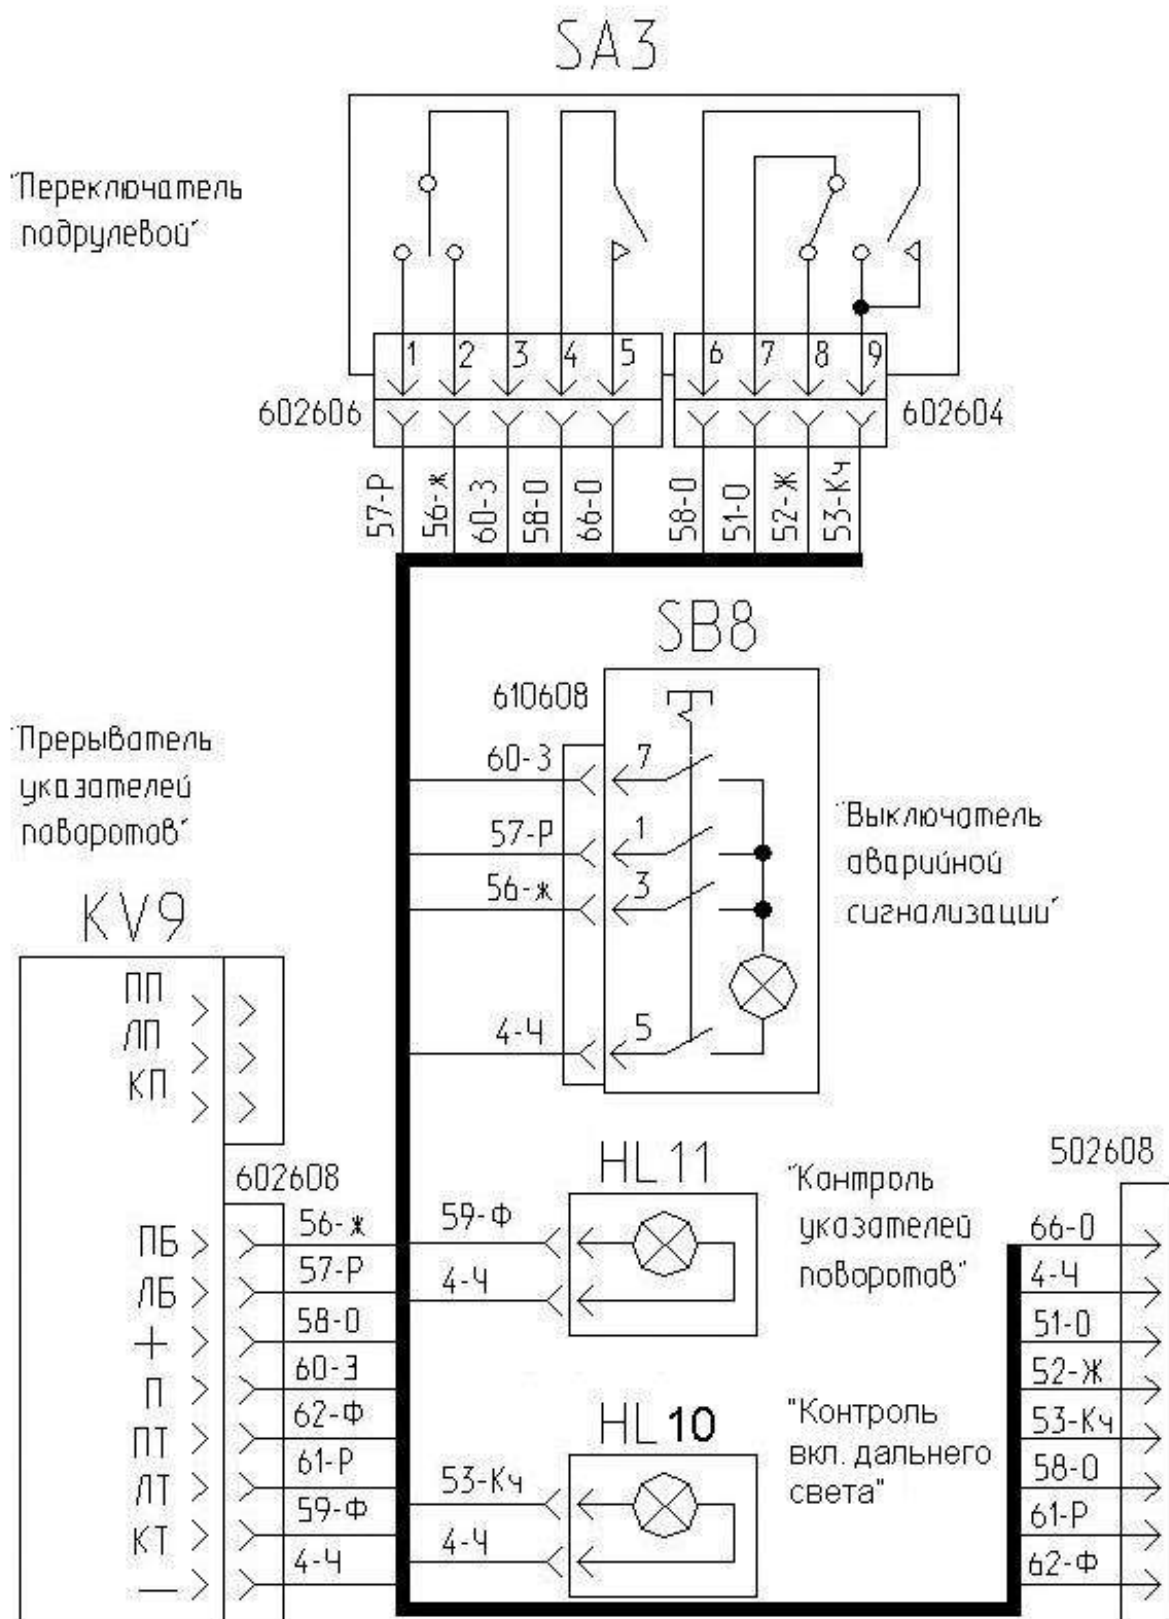 SA3
"Переключатель
подрулевой"
1 2 3 4 5 6 7 8 9
602606
602604
57-Р
56-ж
60-З
58-О
66-О
58-О
51-О
52-Ж
53-Кч
SB8
610608
60-З
7
57-Р
1
56-ж
3
4-Ч
5
"Выключатель
аварийной
сигнализации"
"Прерыватель
указателей
поворотов"
KV9
ПП
ЛП
КП
602608
ПБ
56-ж
ЛБ
57-Р
+
58-О
П
60-З
ПТ
62-Ф
ЛТ
61-Р
КТ
59-Ф
—
4-Ч
HL11
59-Ф
4-Ч
"Контроль
указателей
поворотов"
HL10
53-Кч
4-Ч
"Контроль
вкл. дальнего
света"
502608
66-О
4-Ч
51-О
52-Ж
53-Кч
58-О
61-Р
62-Ф